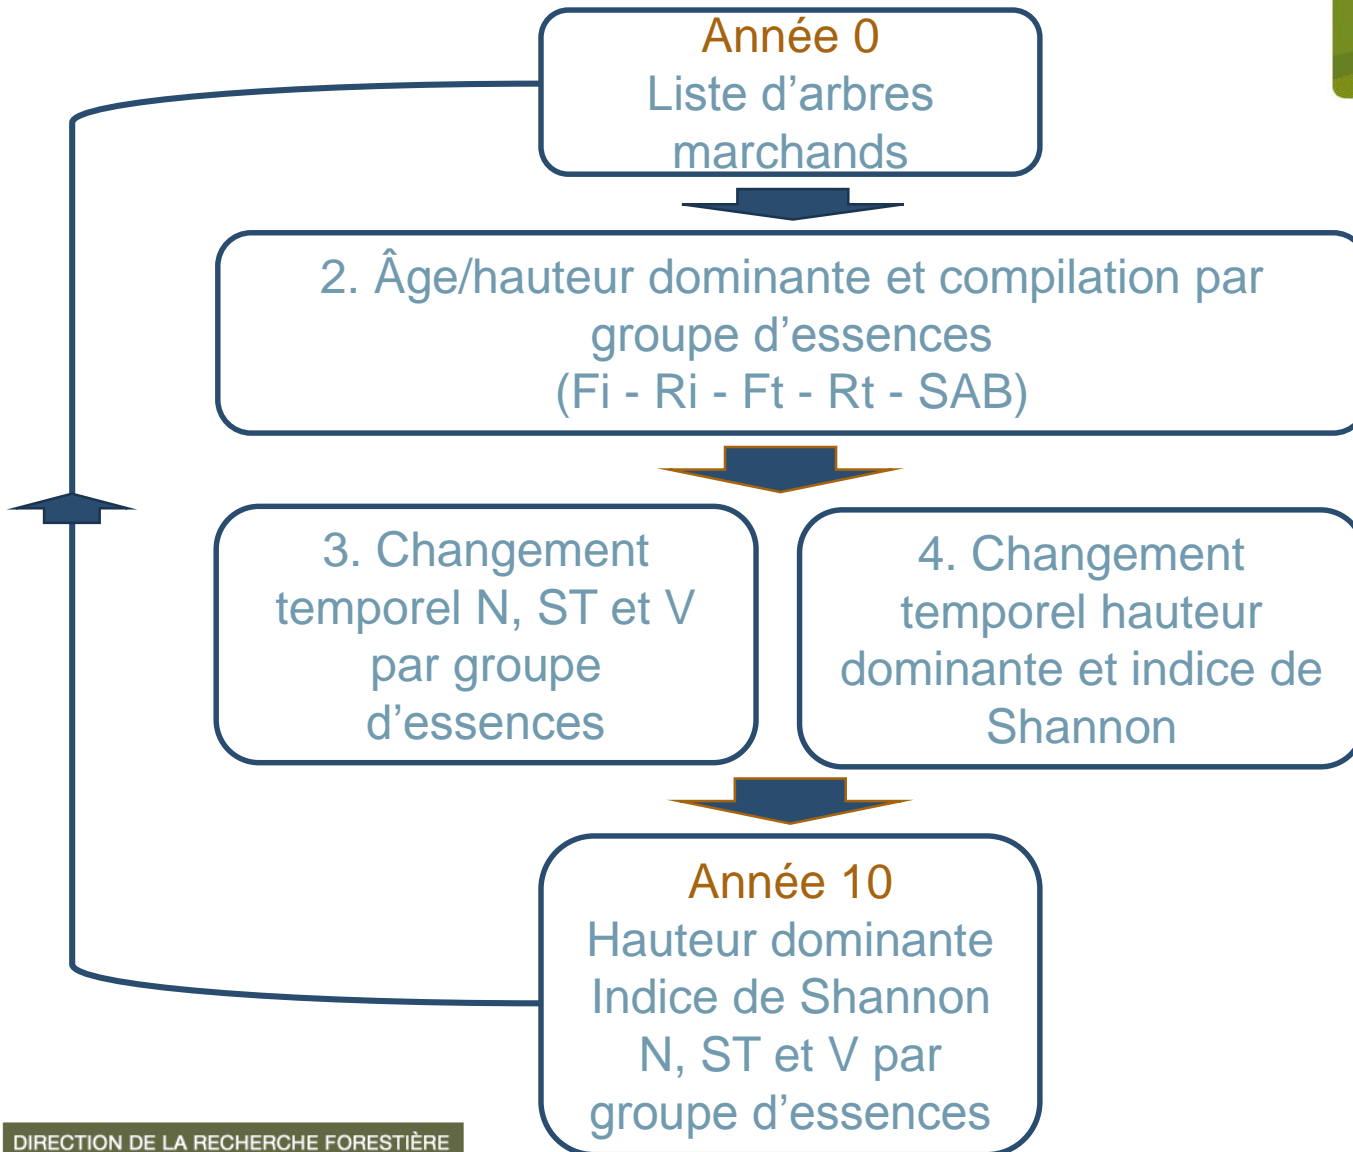 Année 0
Liste d'arbres
marchands
2. Âge/hauteur dominante et compilation par
groupe d'essences
(Fi - Ri - Ft - Rt - SAB)
3. Changement
temporel N, ST et V
par groupe
d'essences
4. Changement
temporel hauteur
dominante et indice de
Shannon
Année 10
Hauteur dominante
Indice de Shannon
N, ST et V par
groupe d'essences
DIRECTION DE LA RECHERCHE FORESTIÈRE